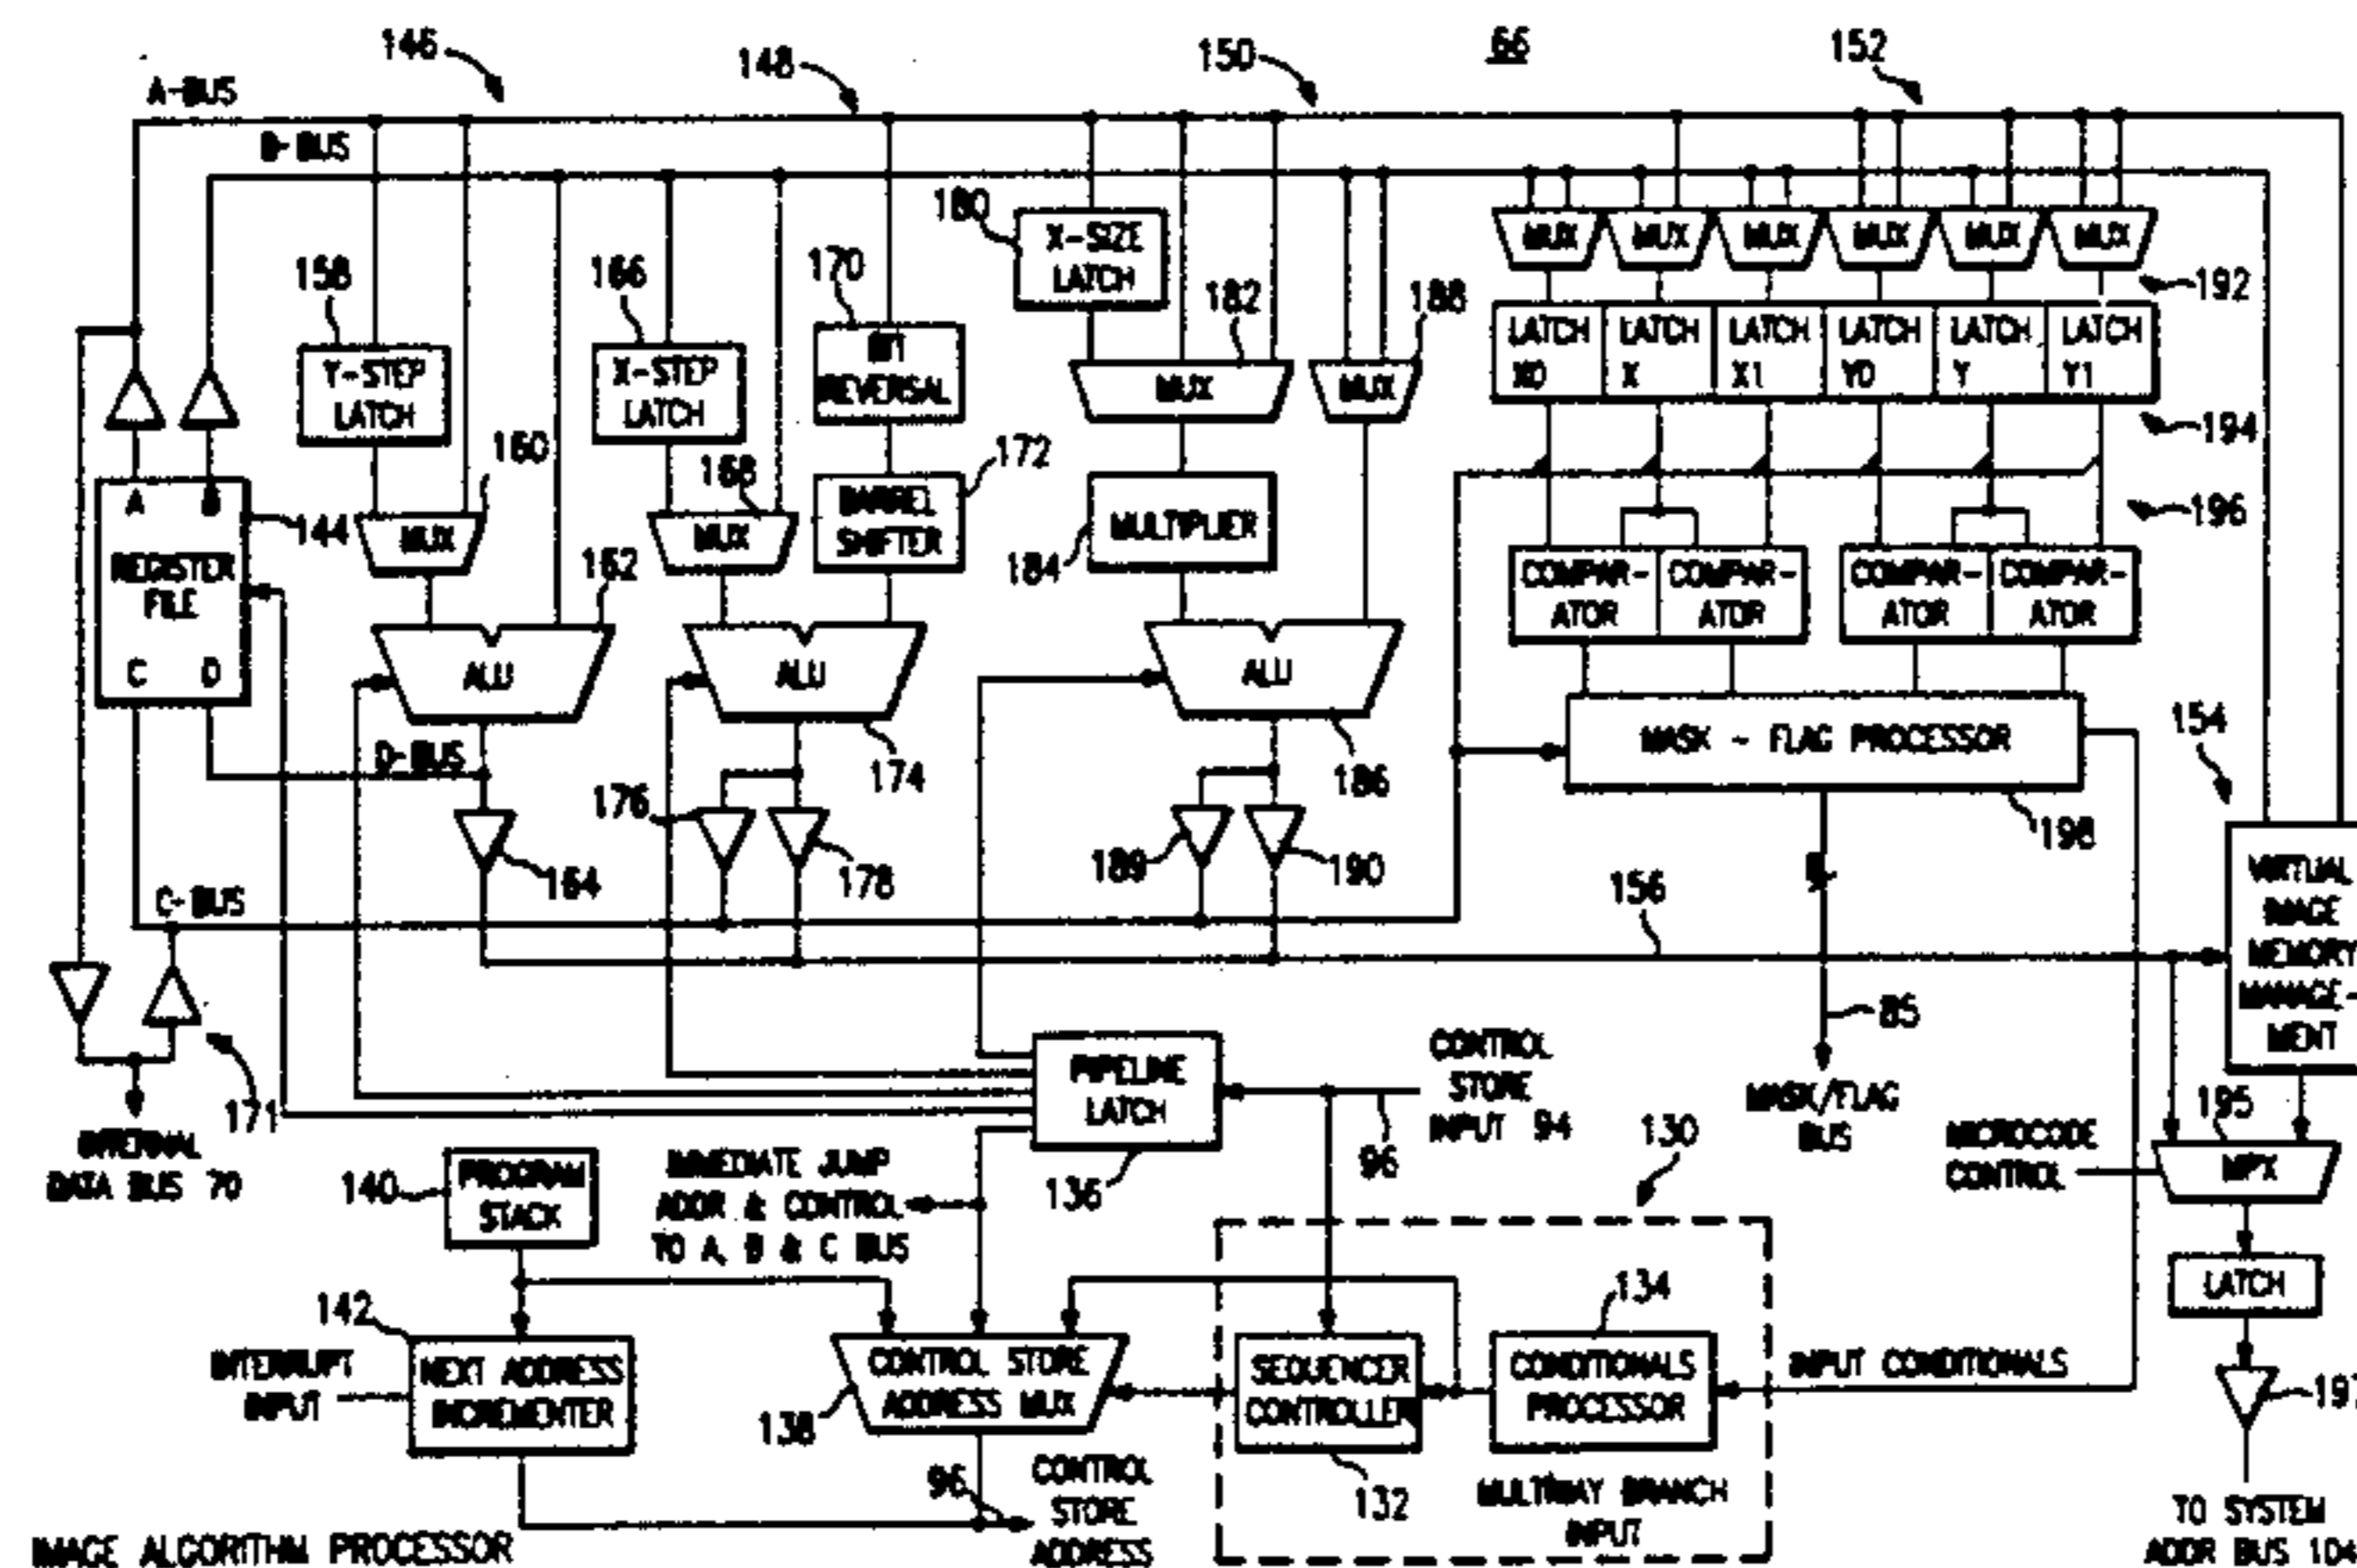 146
148
150
66
152
A-BUS
B-BUS
180
X-SIZE
LATCH
MUX
MUX
MUX
MUX
MUX
MUX
192
158
166
170
182
188
Y-STEP
LATCH
X-STEP
LATCH
BIT
REVERSAL
MUX
MUX
LATCH
X0
LATCH
X
LATCH
X1
LATCH
Y0
LATCH
Y
LATCH
Y1
194
160
168
172
A
B
144
REGISTER
FILE
C
D
MUX
MUX
BARREL
SHIFTER
184
MULTIPLIER
196
COMPAR-
ATOR
COMPAR-
ATOR
COMPAR-
ATOR
COMPAR-
ATOR
162
ALU
ALU
ALU
174
186
MASK - FLAG PROCESSOR
198
154
D-BUS
176
164
178
189
190
C-BUS
156
VIRTUAL
IMAGE
MEMORY
MANAGE-
MENT
171
INTERNAL
DATA BUS 70
PIPELINE
LATCH
136
CONTROL
STORE
INPUT 94
96
85
MASK/FLAG
BUS
195
MICROCODE
CONTROL
MPX
130
140
PROGRAM
STACK
IMMEDIATE JUMP
ADDR & CONTROL
TO A, B & C BUS
LATCH
142
INTERRUPT
INPUT
NEXT ADDRESS
INCREMENTER
138
CONTROL STORE
ADDRESS MUX
SEQUENCER
CONTROLLER
132
134
CONDITIONALS
PROCESSOR
INPUT CONDITIONALS
MULTIWAY BRANCH
INPUT
197
96
CONTROL
STORE
ADDRESS
TO SYSTEM
ADDR BUS 104
IMAGE ALGORITHM PROCESSOR